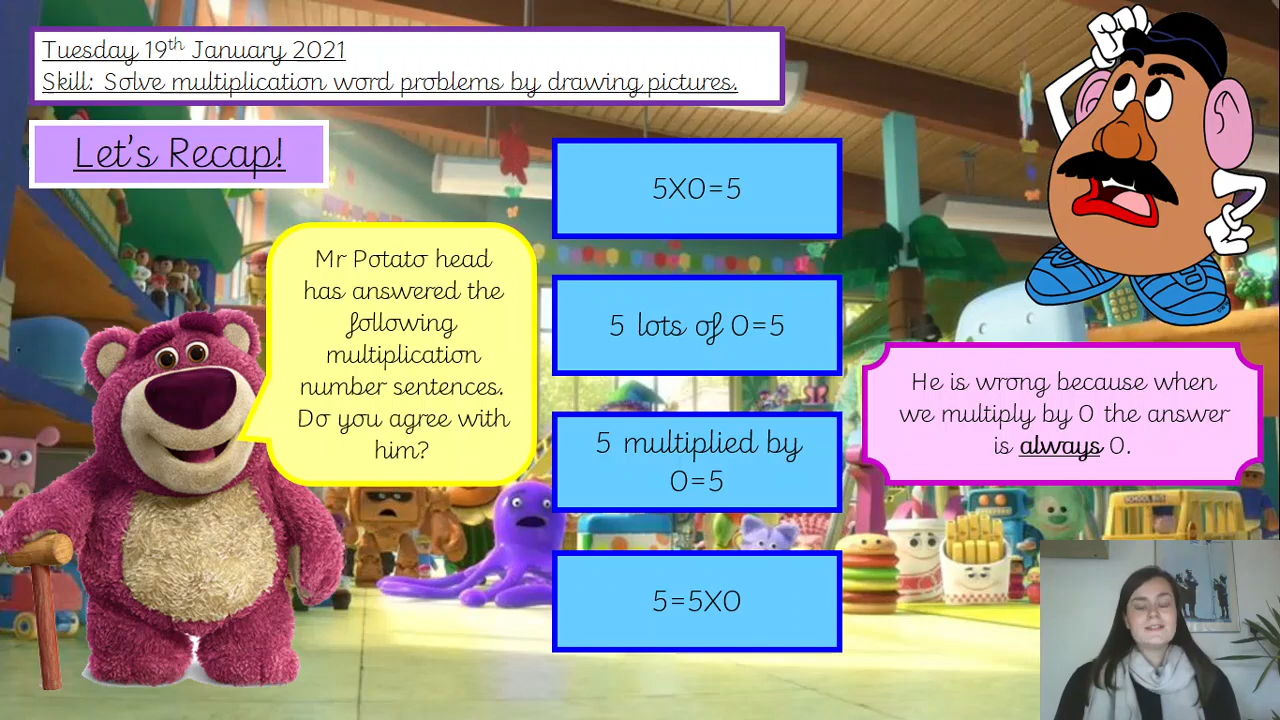 Tuesday 19th January 2021
Skill: Solve multiplication word problems by drawing pictures.
Let's Recap!
Mr Potato head
has answered the
following
multiplication
number sentences.
Do you agree with
him?
5X0=5
5 lots of 0=5
5 multiplied by
0=5
5=5X0
He is wrong because when
we multiply by 0 the answer
is always 0.
SCHOOL BUS